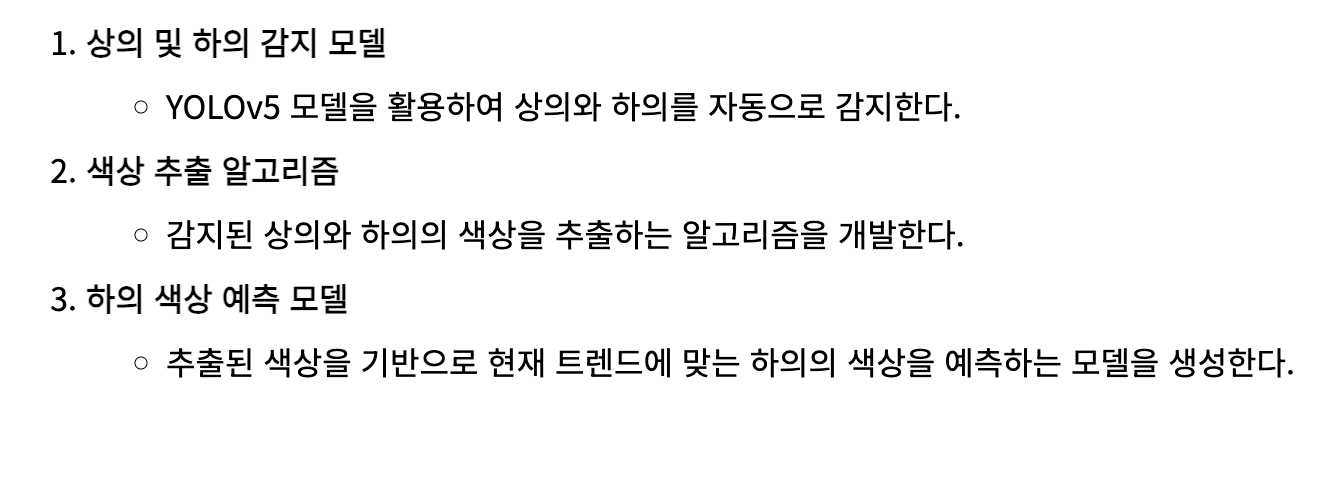 1. 상의 및 하의 감지 모델
○ YOLOv5 모델을 활용하여 상의와 하의를 자동으로 감지한다.
2. 색상 추출 알고리즘
○ 감지된 상의와 하의의 색상을 추출하는 알고리즘을 개발한다.
3. 하의 색상 예측 모델
○ 추출된 색상을 기반으로 현재 트렌드에 맞는 하의의 색상을 예측하는 모델을 생성한다.